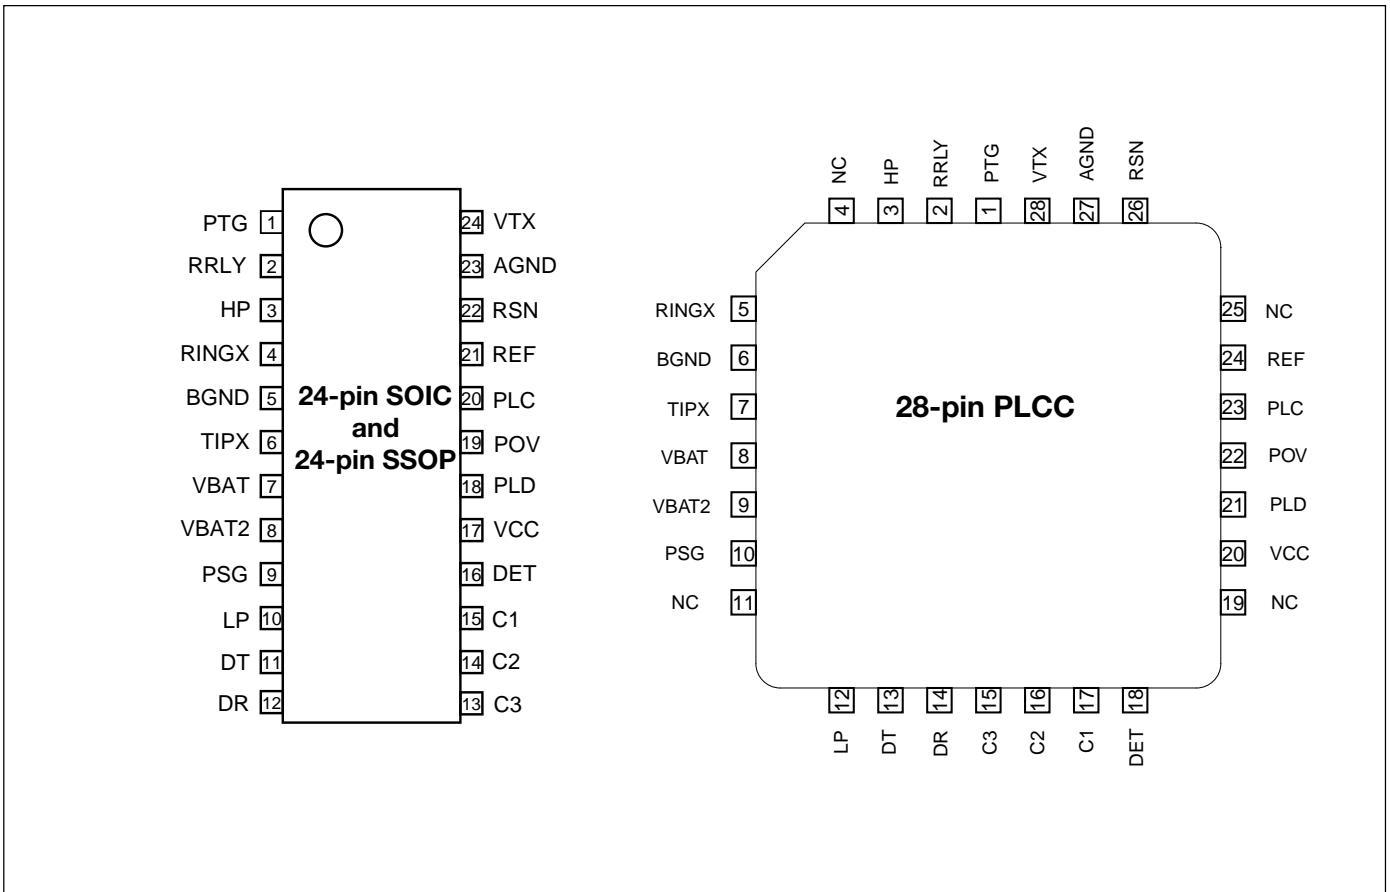 PTG 1
RRLY 2
HP 3
RINGX 4
BGND 5
TIPX 6
VBAT 7
VBAT2 8
PSG 9
LP 10
DT 11
DR 12
24-pin SOIC
and
24-pin SSOP
24 VTX
23 AGND
22 RSN
21 REF
20 PLC
19 POV
18 PLD
17 VCC
16 DET
15 C1
14 C2
13 C3
NC
HP
RRLY
PTG
VTX
AGND
RSN
4
3
2
1
28
27
26
RINGX 5
BGND 6
TIPX 7
VBAT 8
VBAT2 9
PSG 10
NC 11
28-pin PLCC
25 NC
24 REF
23 PLC
22 POV
21 PLD
20 VCC
19 NC
12
13
14
15
16
17
18
LP
DT
DR
C3
C2
C1
DET